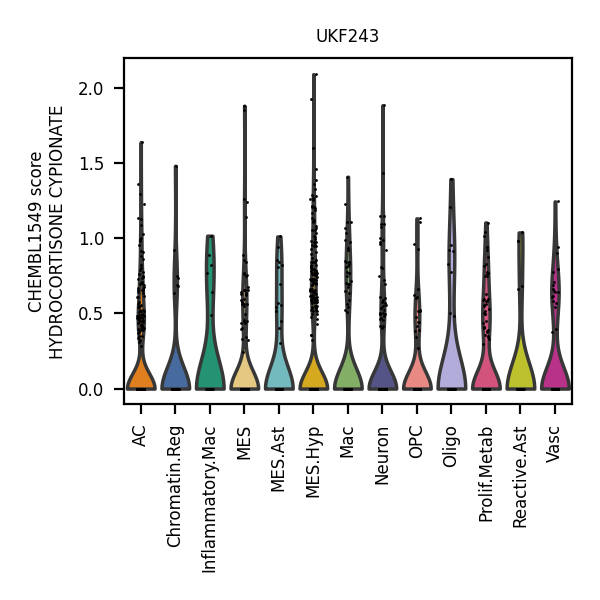 UKF243
CHEMBL1549 score
HYDROCORTISONE CYPIONATE
2.0
1.5
1.0
0.5
0.0
AC
Chromatin.Reg
Inflammatory.Mac
MES
MES.Ast
MES.Hyp
Mac
Neuron
OPC
Oligo
Prolif.Metab
Reactive.Ast
Vasc